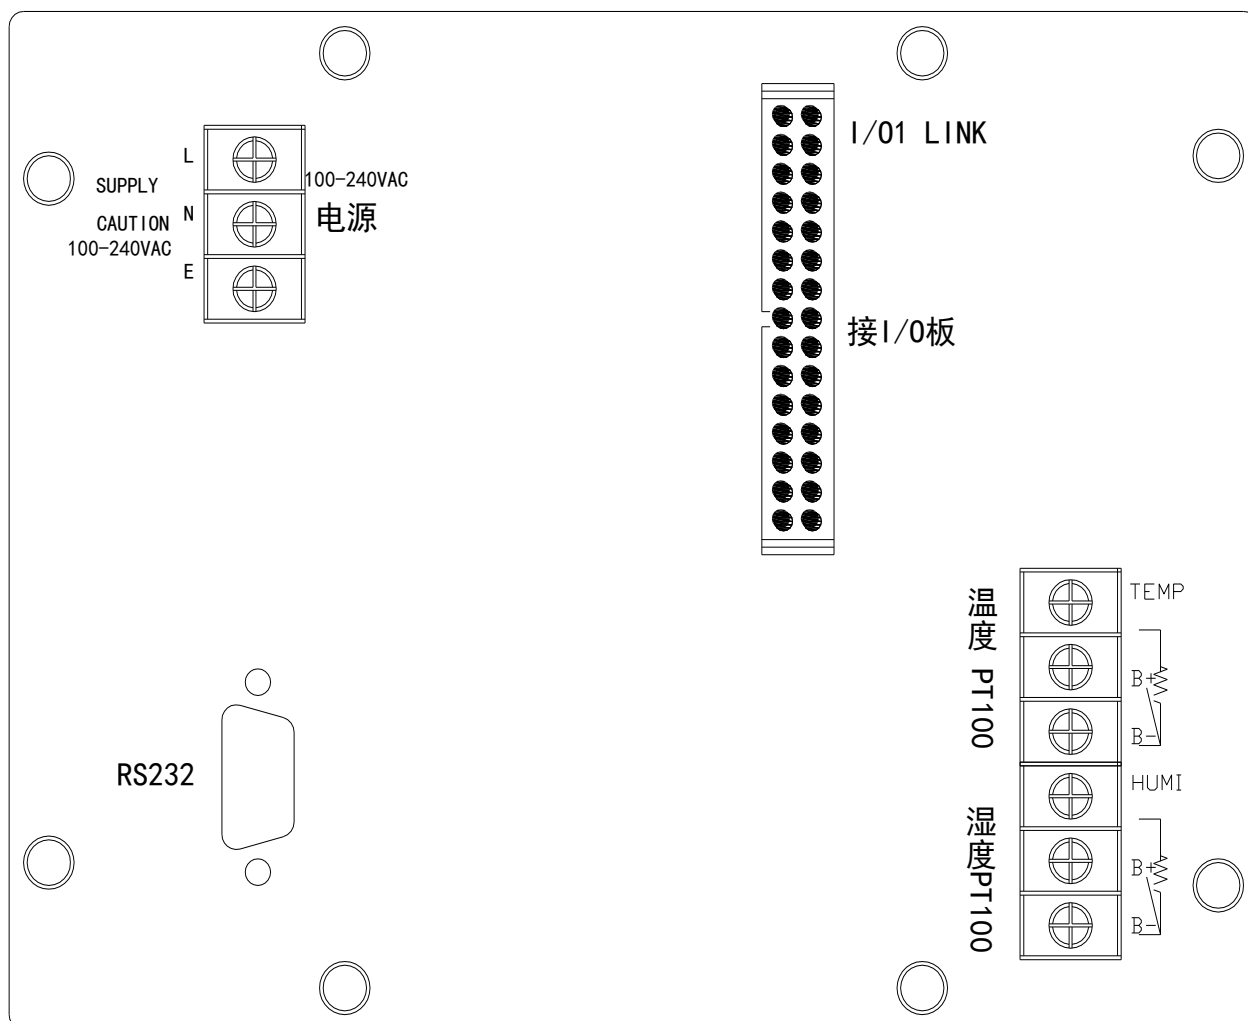 I/O1 LINK
L
SUPPLY
100-240VAC
N
CAUTION
电源
100-240VAC
E
接I/O板
温度 PT100
TEMP
B+
B-
RS232
HUMI
湿度PT100
B+
B-